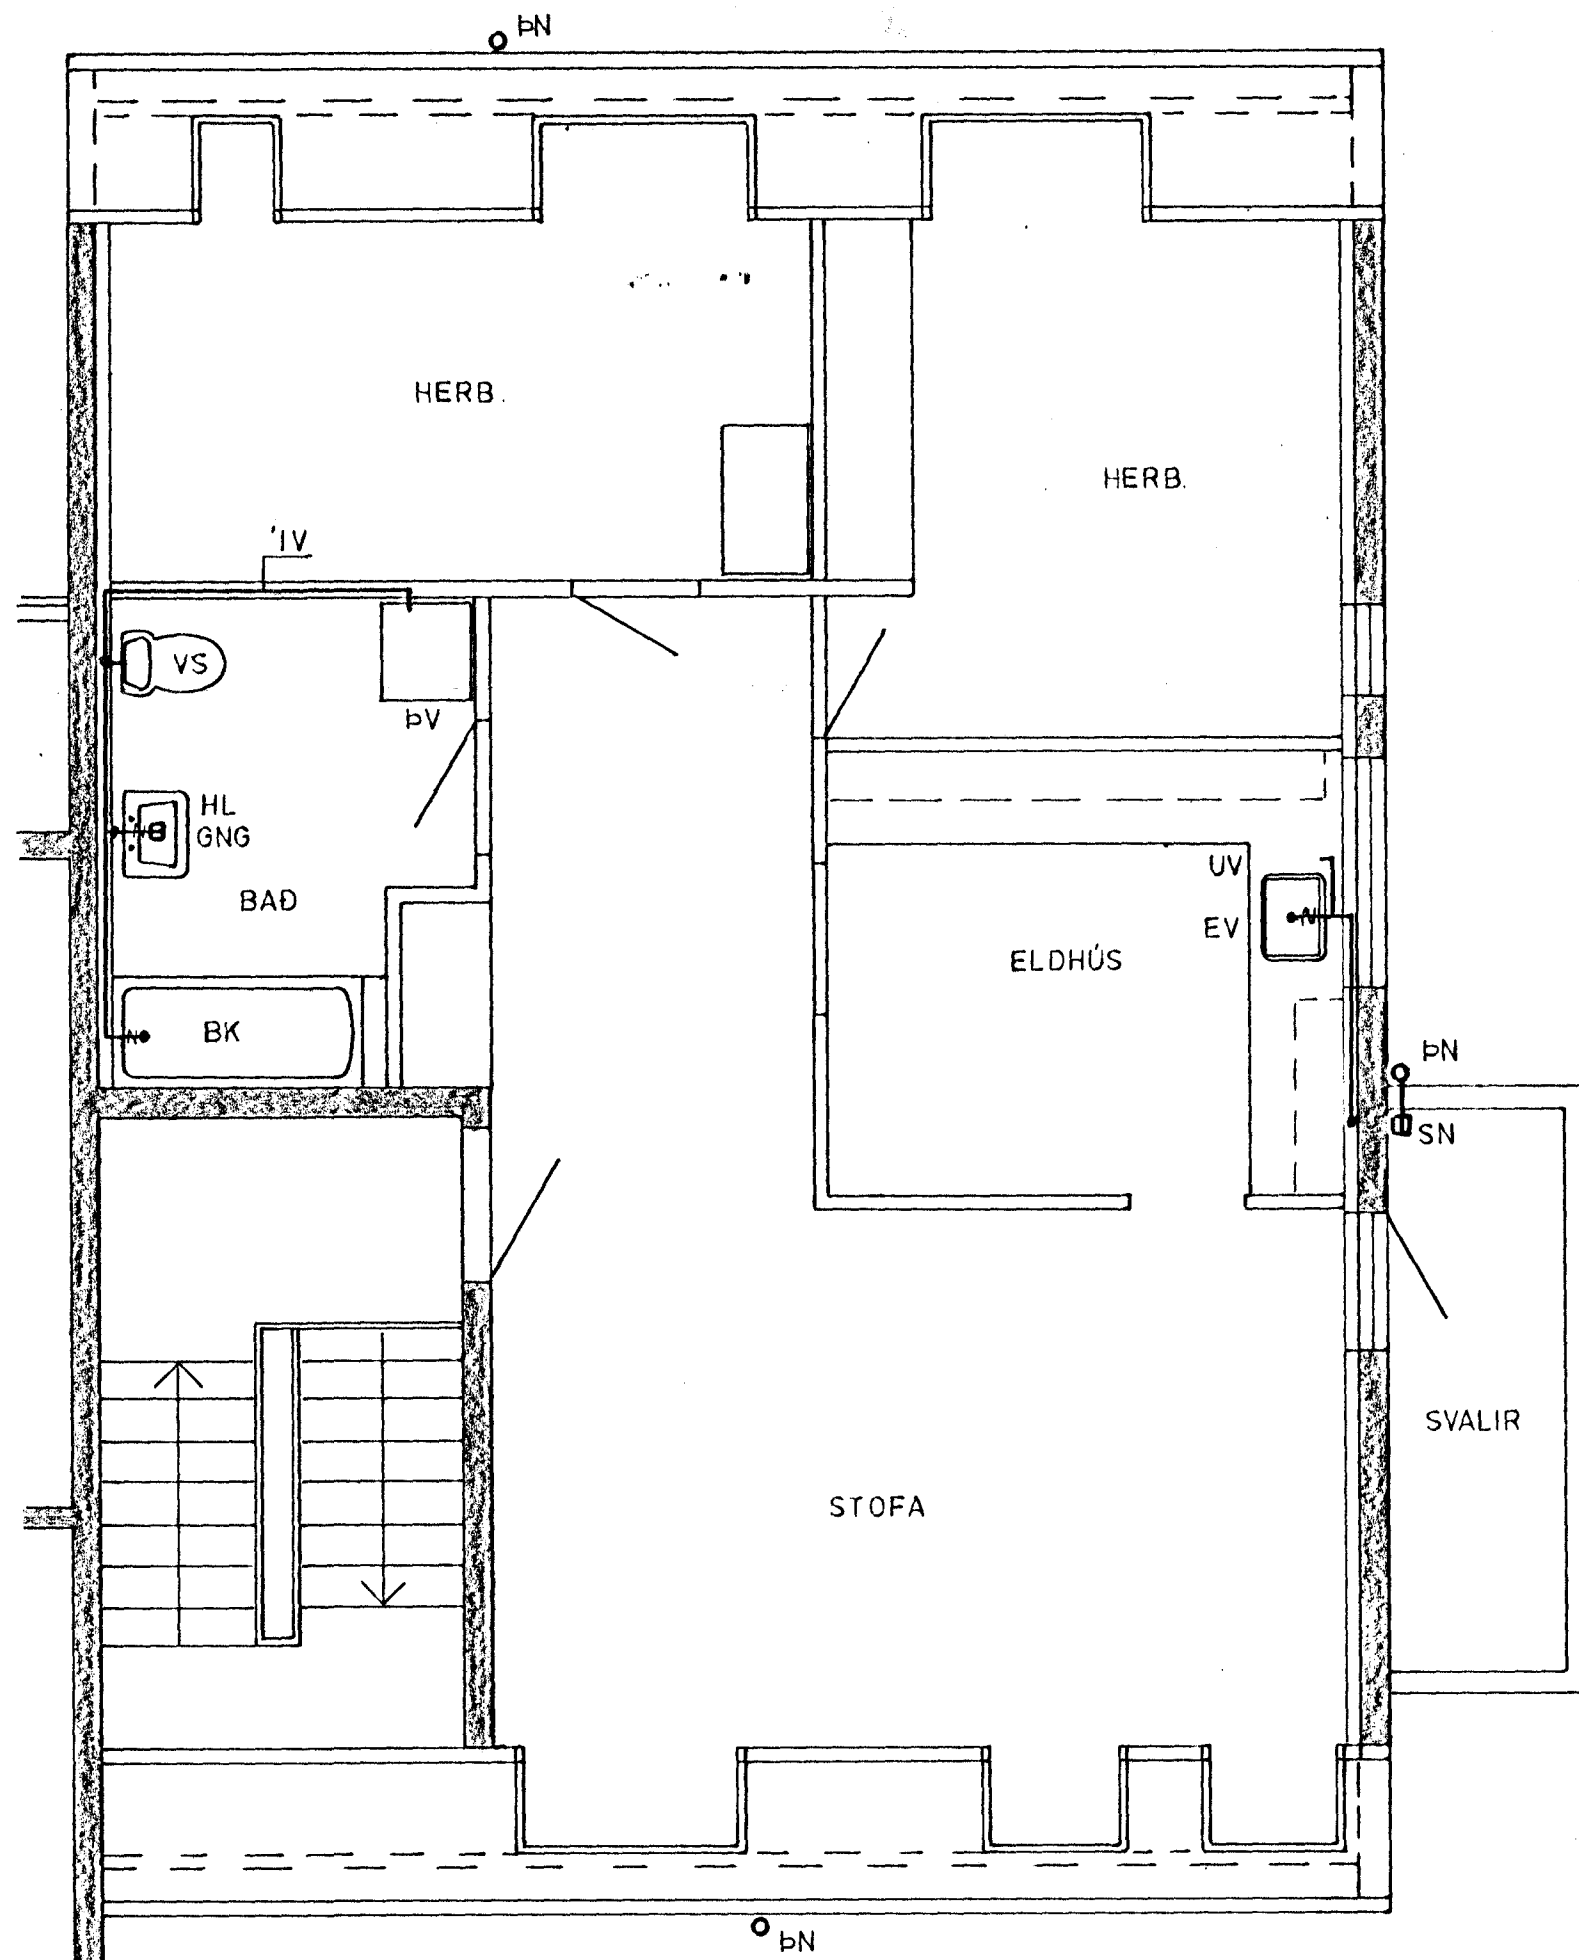 ÞN
HERB.
HERB.
'IV
VS
ÞV
HL
GNG
BAÐ
UV
EV
ELDHÚS
BK
ÞN
SN
SVALIR
STOFA
ÞN